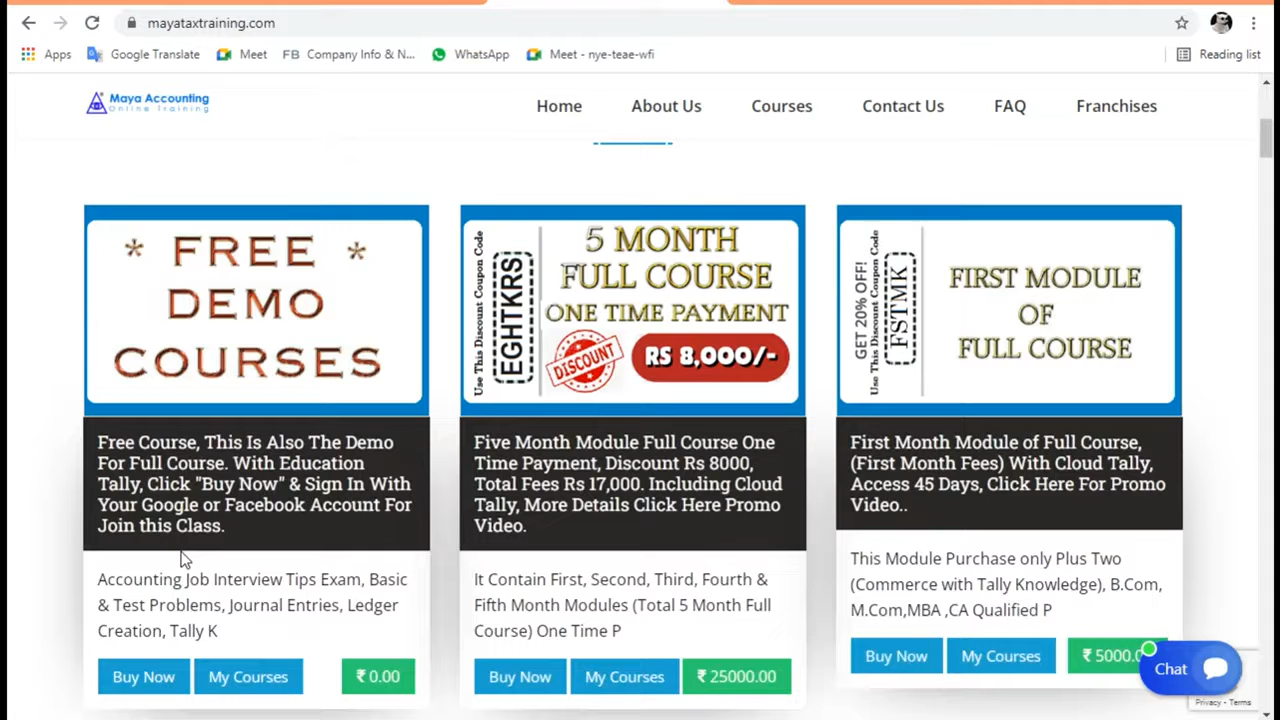 mayataxtraining.com
Apps
Google Translate
Meet
FB Company Info & N...
WhatsApp
Meet - nye-teae-wfi
Reading list
Maya Accounting
Online Training
Home
About Us
Courses
Contact Us
FAQ
Franchises
* FREE *
DEMO
COURSES
Free Course, This Is Also The Demo
For Full Course. With Education
Tally, Click "Buy Now" & Sign In With
Your Google or Facebook Account For
Join this Class.
Accounting Job Interview Tips Exam, Basic
& Test Problems, Journal Entries, Ledger
Creation, Tally K
Buy Now
My Courses
₹ 0.00
Use This Discount Coupon Code
EGHTKRS
5 MONTH
FULL COURSE
ONE TIME PAYMENT
DISCOUNT
RS 8,000/-
Five Month Module Full Course One
Time Payment, Discount Rs 8000,
Total Fees Rs 17,000. Including Cloud
Tally, More Details Click Here Promo
Video.
It Contain First, Second, Third, Fourth &
Fifth Month Modules (Total 5 Month Full
Course) One Time P
Buy Now
My Courses
₹ 25000.00
GET 20% OFF!
Use This Discount Coupon Code
FSTMK
FIRST MODULE
OF
FULL COURSE
First Month Module of Full Course,
(First Month Fees) With Cloud Tally,
Access 45 Days, Click Here For Promo
Video..
This Module Purchase only Plus Two
(Commerce with Tally Knowledge), B.Com,
M.Com,MBA ,CA Qualified P
Buy Now
My Courses
₹ 5000.0
Chat
Privacy - Terms